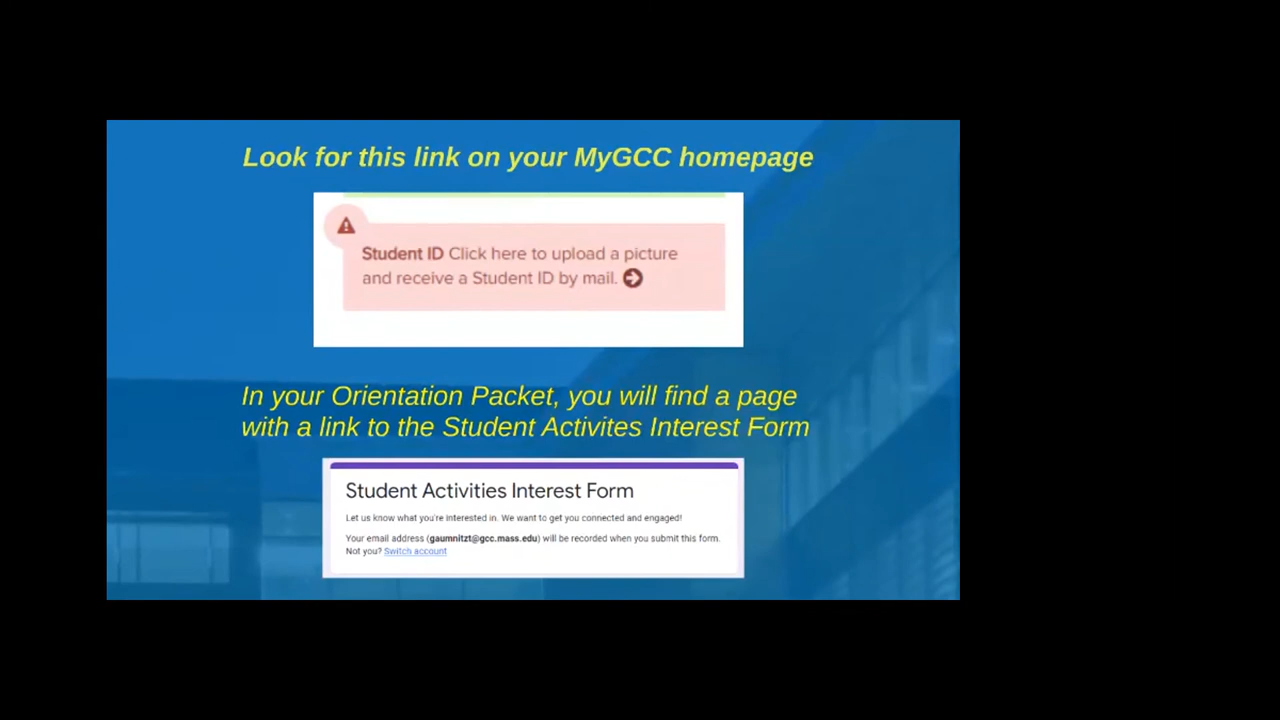 Look for this link on your MyGCC homepage
Student ID Click here to upload a picture
and receive a Student ID by mail.
In your Orientation Packet, you will find a page
with a link to the Student Activites Interest Form
Student Activities Interest Form
Let us know what you're interested in. We want to get you connected and engaged!
Your email address (gaumnitzt@gcc.mass.edu) will be recorded when you submit this form.
Not you? Switch account